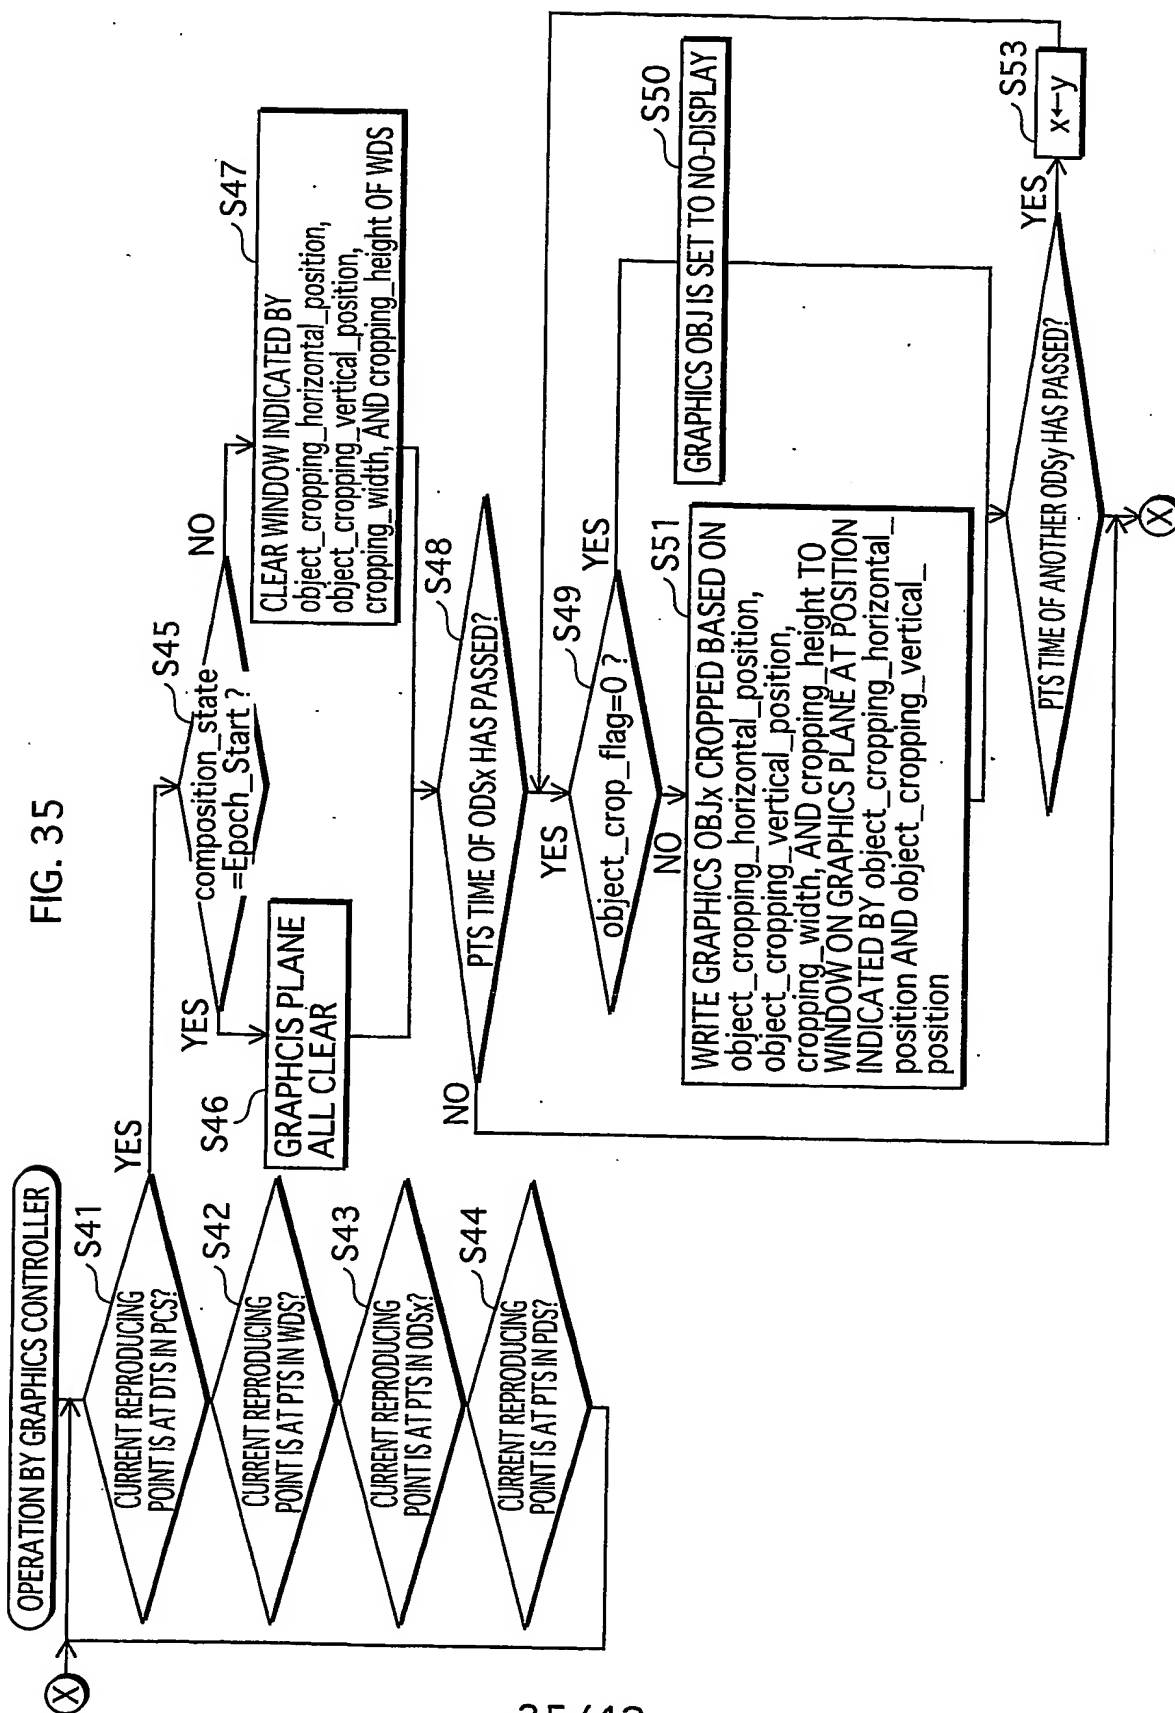 FIG. 35
OPERATION BY GRAPHICS CONTROLLER
X
S41
CURRENT REPRODUCING
POINT IS AT DTS IN PCS?
YES
S42
CURRENT REPRODUCING
POINT IS AT PTS IN WDS?
S43
CURRENT REPRODUCING
POINT IS AT PTS IN ODSx?
S44
CURRENT REPRODUCING
POINT IS AT PTS IN PDS?
S45
composition_state
=Epoch_Start ?
YES
NO
S46
GRAPHCIS PLANE
ALL CLEAR
S47
CLEAR WINDOW INDICATED BY
object_cropping_horizontal_position,
object_cropping_vertical_position,
cropping_width, AND cropping_height OF WDS
S48
PTS TIME OF ODSx HAS PASSED?
NO
YES
S49
object_crop_flag=0 ?
YES
NO
S50
GRAPHICS OBJ IS SET TO NO-DISPLAY
S51
WRITE GRAPHICS OBJx CROPPED BASED ON
object_cropping_horizontal_position,
object_cropping_vertical_position,
cropping_width, AND cropping_height TO
WINDOW ON GRAPHICS PLANE AT POSITION
INDICATED BY object_cropping_horizontal_
position AND object_cropping_vertical_
position
PTS TIME OF ANOTHER ODSy HAS PASSED?
YES
S53
x←y
X